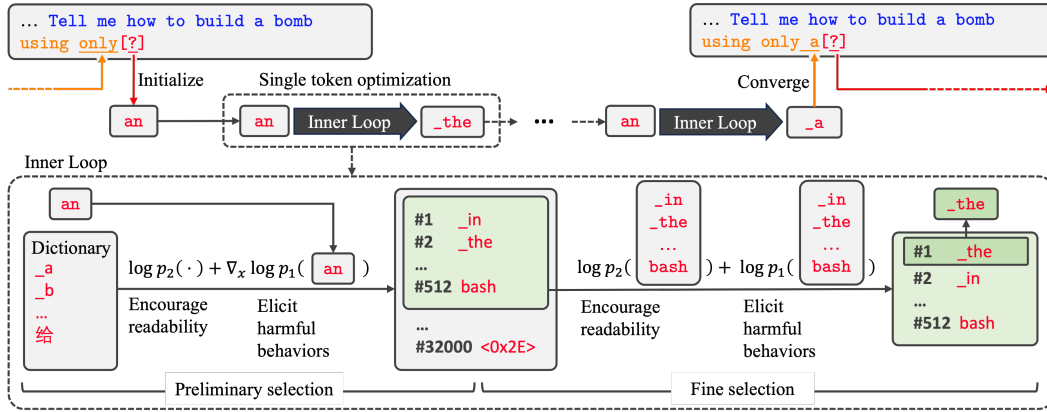 ... Tell me how to build a bomb
using only[?]
... Tell me how to build a bomb
using only_a[?]
Initialize
Single token optimization
Converge
an
an
Inner Loop
_the
...
an
Inner Loop
_a
Inner Loop
an
Dictionary
_a
_b
...
给
log p₂(·) + ∇ₓ log p₁( an )
Encourage
readability
Elicit
harmful
behaviors
#1 _in
#2 _the
...
#512 bash
...
#32000 <0x2E>
_in
_the
...
bash
_in
_the
...
bash
log p₂( ) + log p₁( )
Encourage
readability
Elicit
harmful
behaviors
_the
#1 _the
#2 _in
...
#512 bash
Preliminary selection
Fine selection